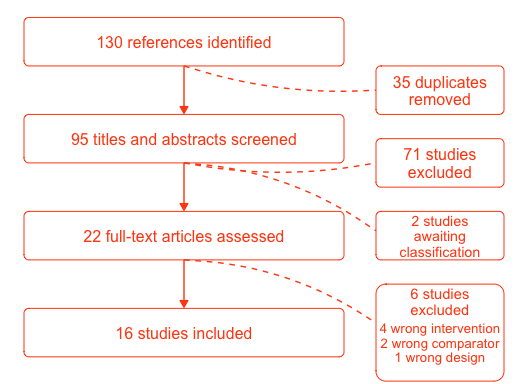 130 references identified
35 duplicates
removed
95 titles and abstracts screened
71 studies
excluded
2 studies
awaiting
classification
22 full-text articles assessed
6 studies
excluded
4 wrong intervention
2 wrong comparator
1 wrong design
16 studies included